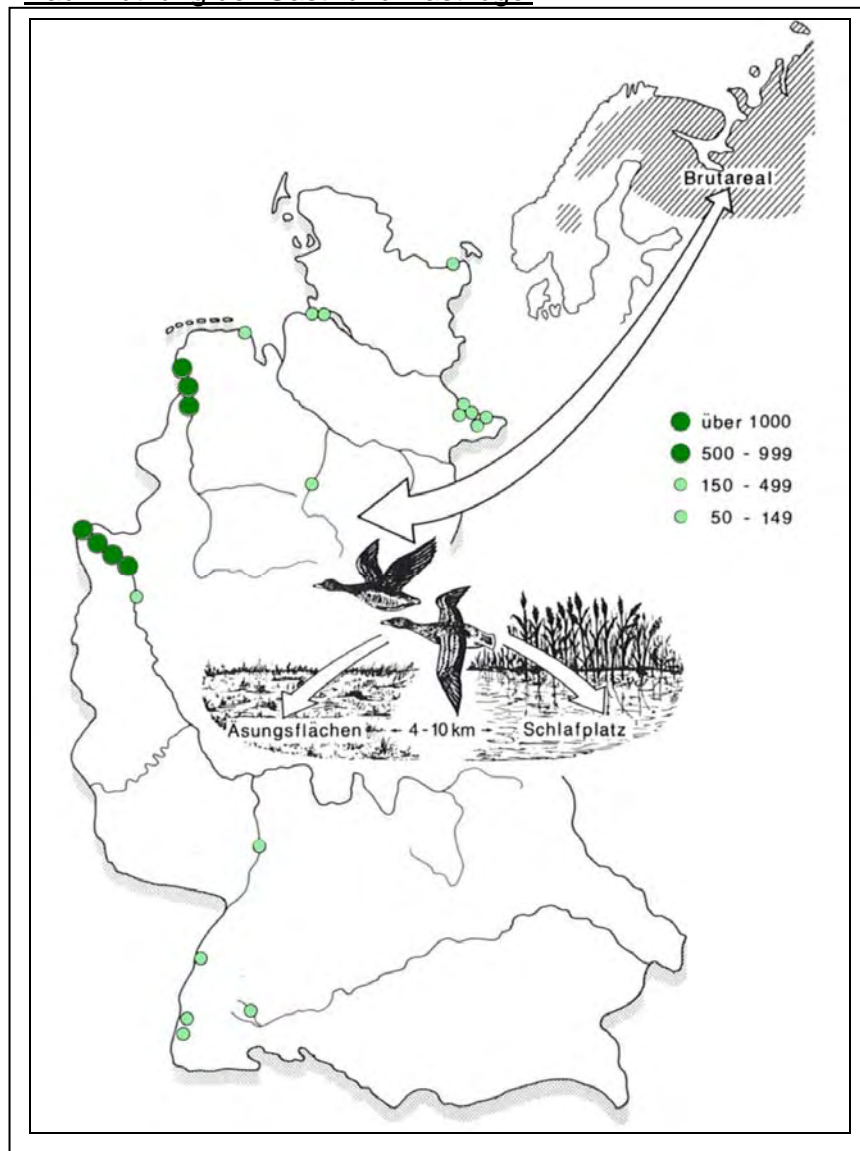 Brutareal
über 1000
500 - 999
150 - 499
50 - 149
Äsungsflächen ← 4-10 km → Schlafplatz